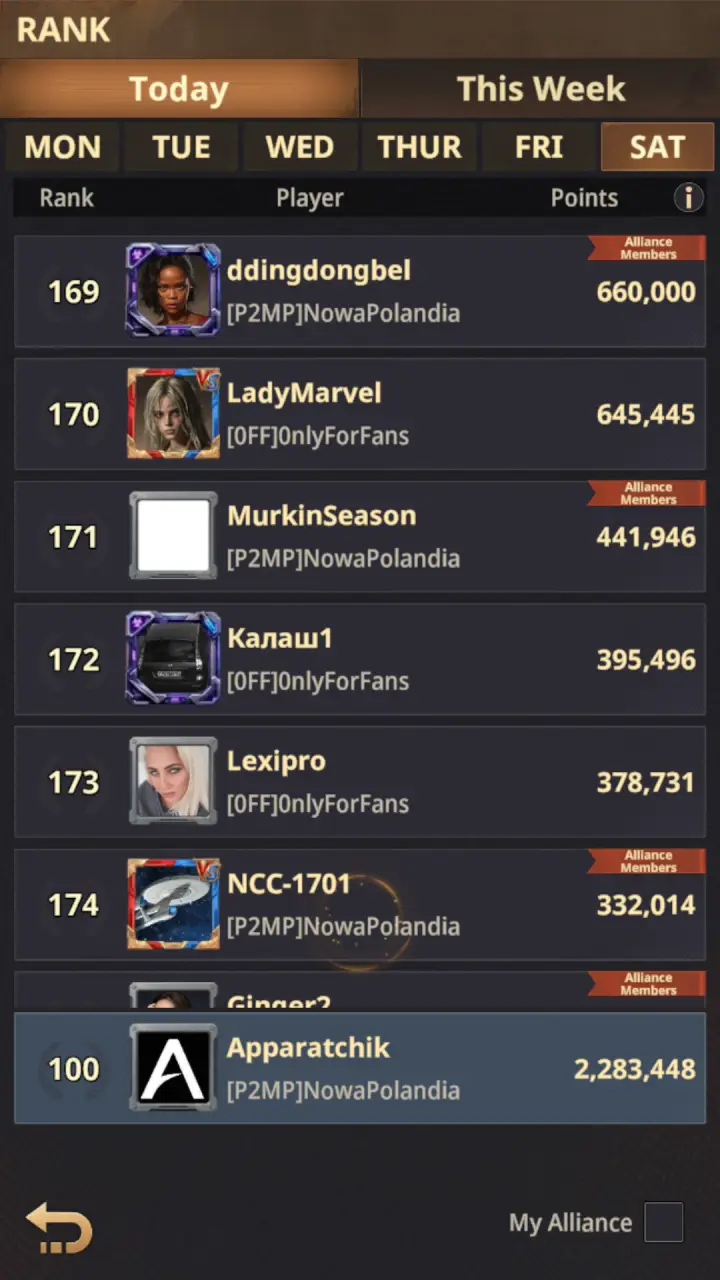 RANK
Today
This Week
MON TUE WED THUR FRI SAT
Rank Player Points i
Alliance Members
169 ddingdongbel 660,000
[P2MP]NowaPolandia
170 LadyMarvel 645,445
[0FF]0nlyForFans
Alliance Members
171 MurkinSeason 441,946
[P2MP]NowaPolandia
172 Калаш1 395,496
[0FF]0nlyForFans
173 Lexipro 378,731
[0FF]0nlyForFans
Alliance Members
174 NCC-1701 332,014
[P2MP]NowaPolandia
Alliance Members
Ginger2
100 Apparatchik 2,283,448
[P2MP]NowaPolandia
My Alliance